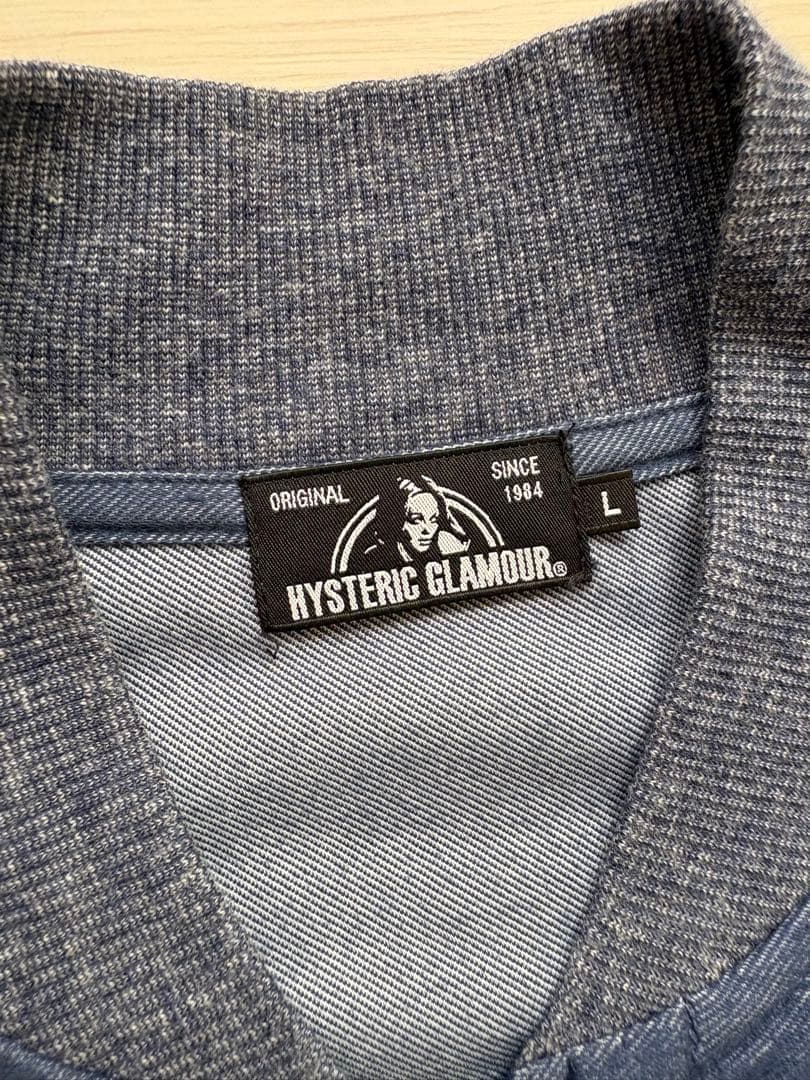 ORIGINAL
SINCE
1984
HYSTERIC GLAMOUR®
L